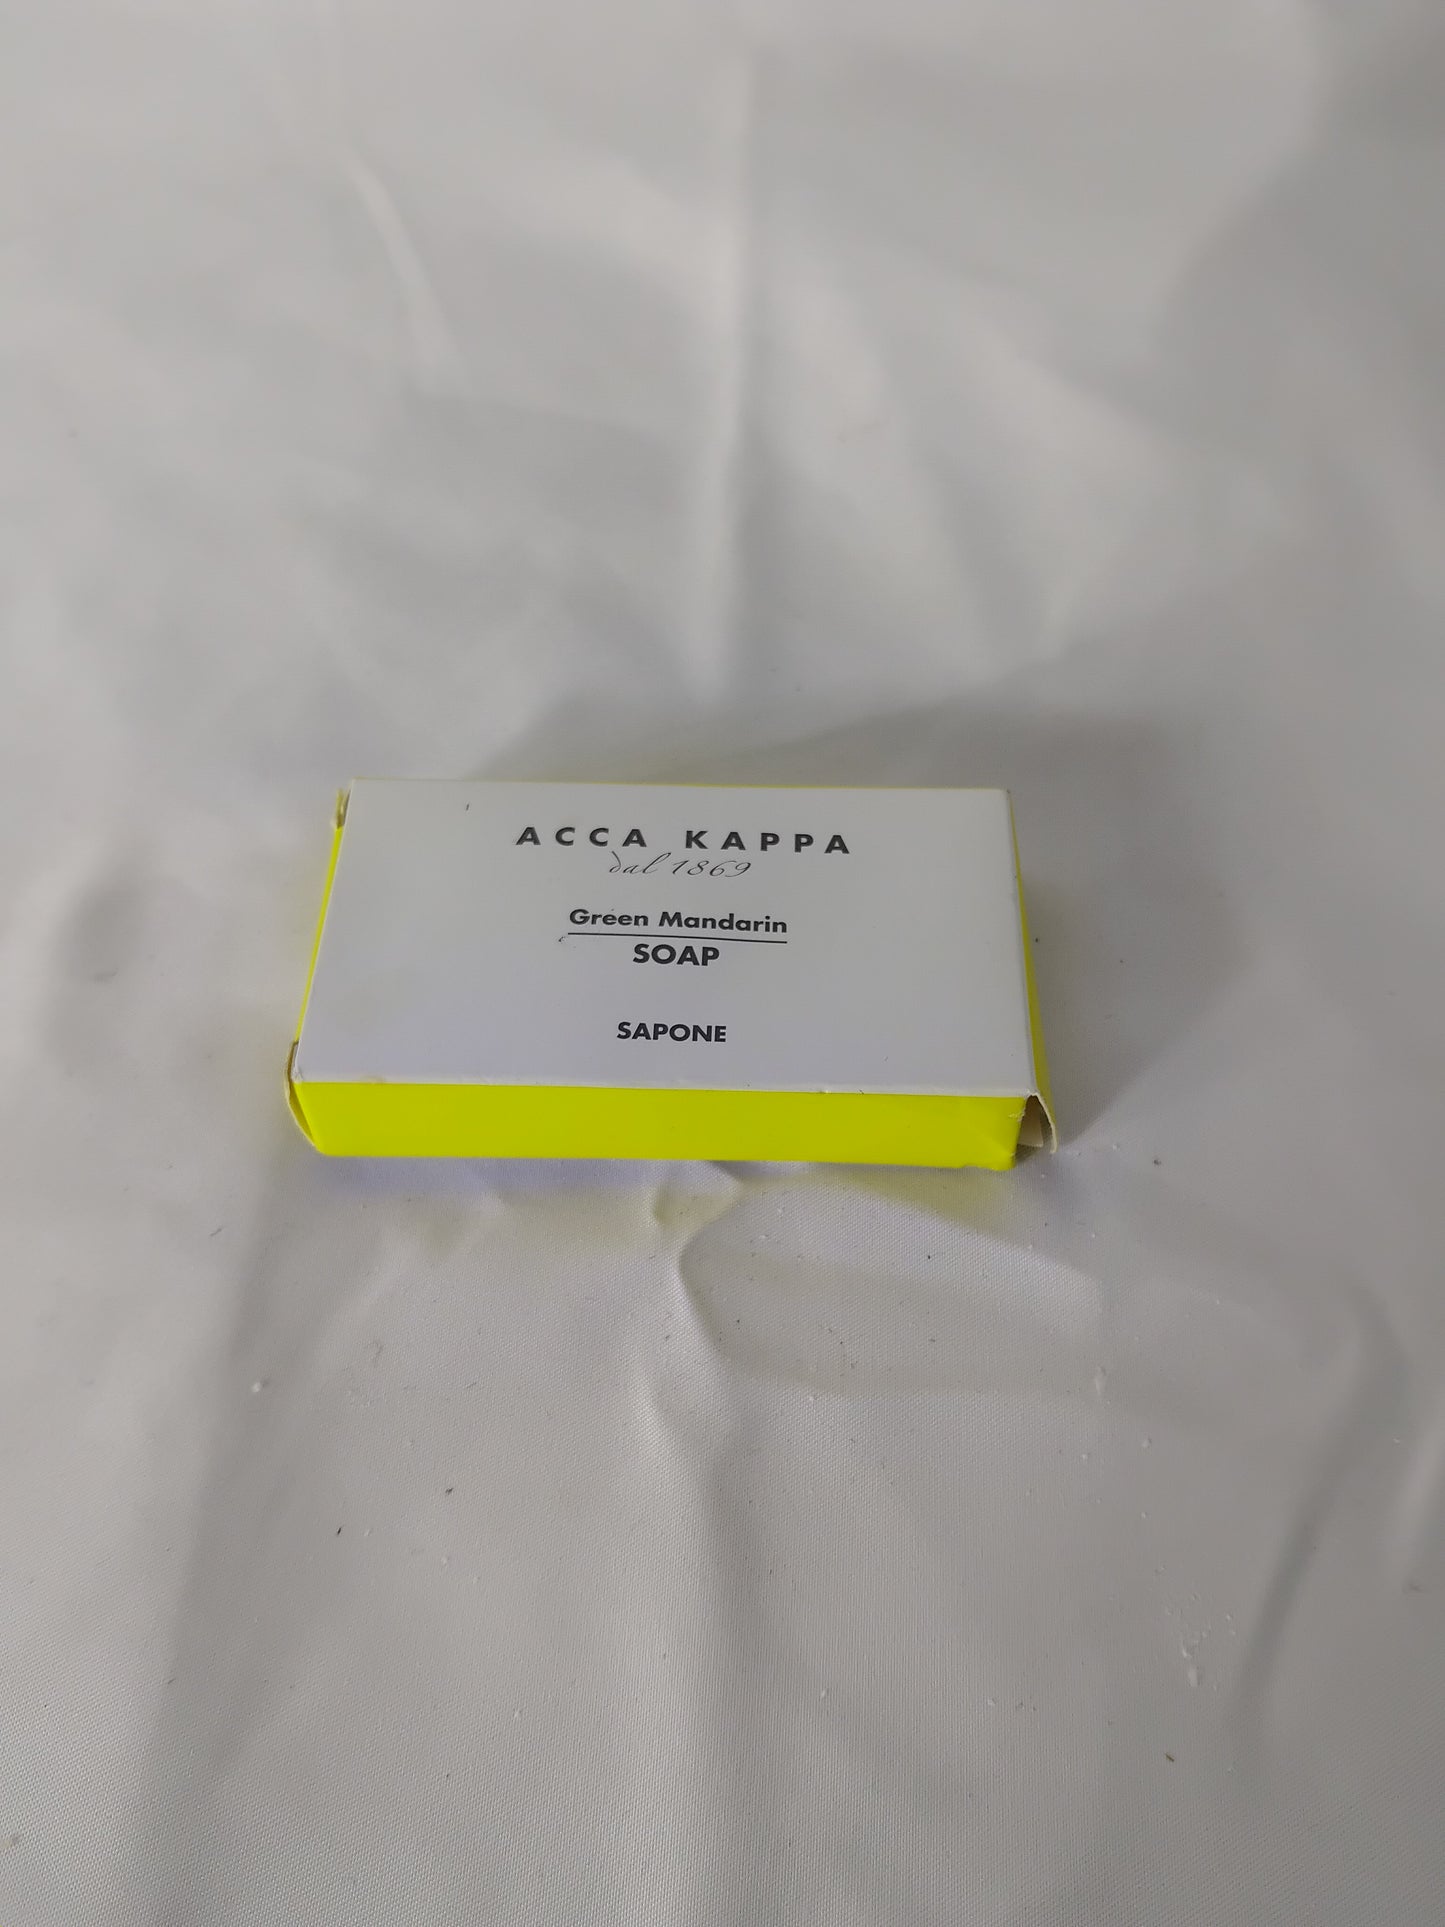 ACCA KAPPA
dal 1869
Green Mandarin
SOAP
SAPONE